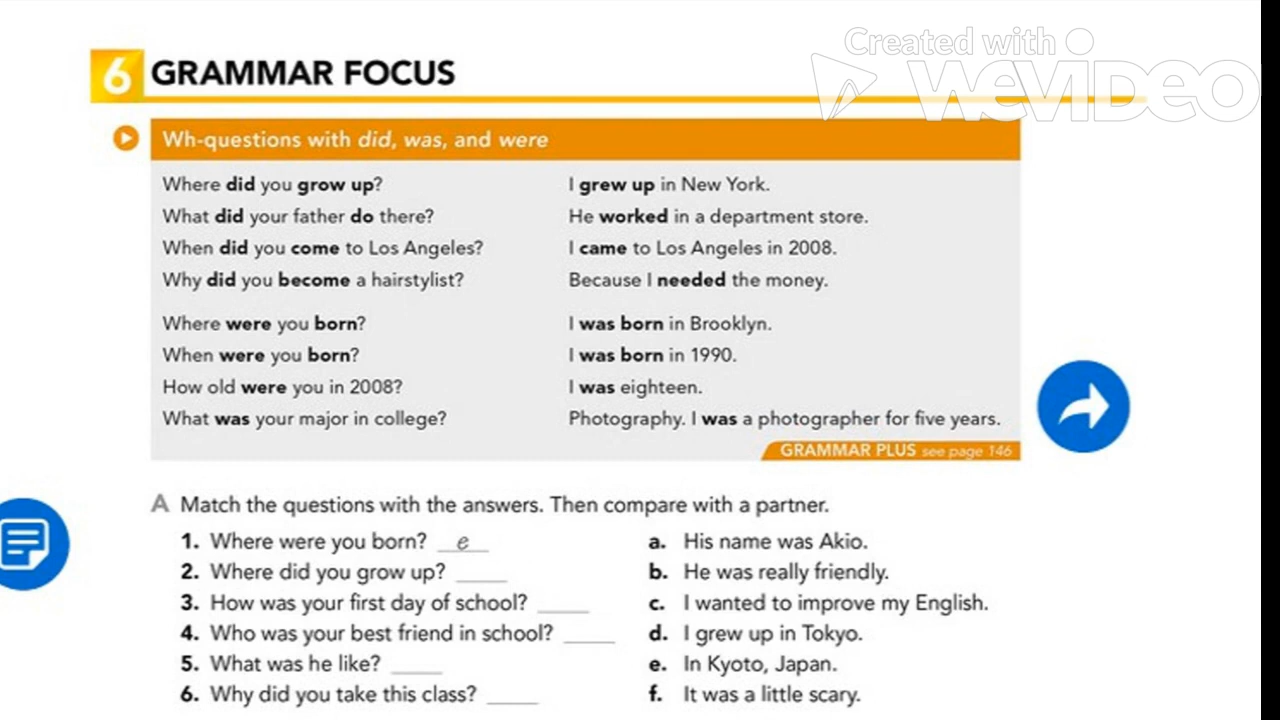 Created with
WEVIDEO
6 GRAMMAR FOCUS
Wh-questions with did, was, and were
Where did you grow up? I grew up in New York.
What did your father do there? He worked in a department store.
When did you come to Los Angeles? I came to Los Angeles in 2008.
Why did you become a hairstylist? Because I needed the money.
Where were you born? I was born in Brooklyn.
When were you born? I was born in 1990.
How old were you in 2008? I was eighteen.
What was your major in college? Photography. I was a photographer for five years.
GRAMMAR PLUS see page 146
A Match the questions with the answers. Then compare with a partner.
1. Where were you born? e a. His name was Akio.
2. Where did you grow up? ____ b. He was really friendly.
3. How was your first day of school? ____ c. I wanted to improve my English.
4. Who was your best friend in school? ____ d. I grew up in Tokyo.
5. What was he like? ____ e. In Kyoto, Japan.
6. Why did you take this class? ____ f. It was a little scary.